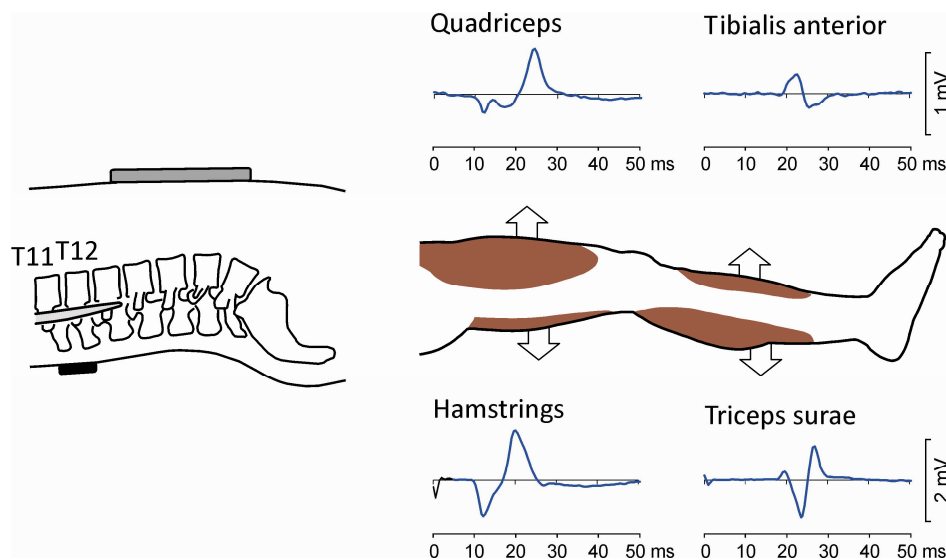 Quadriceps
Tibialis anterior
1 mV
0 10 20 30 40 50 ms
0 10 20 30 40 50 ms
T11 T12
Hamstrings
Triceps surae
2 mV
0 10 20 30 40 50 ms
0 10 20 30 40 50 ms